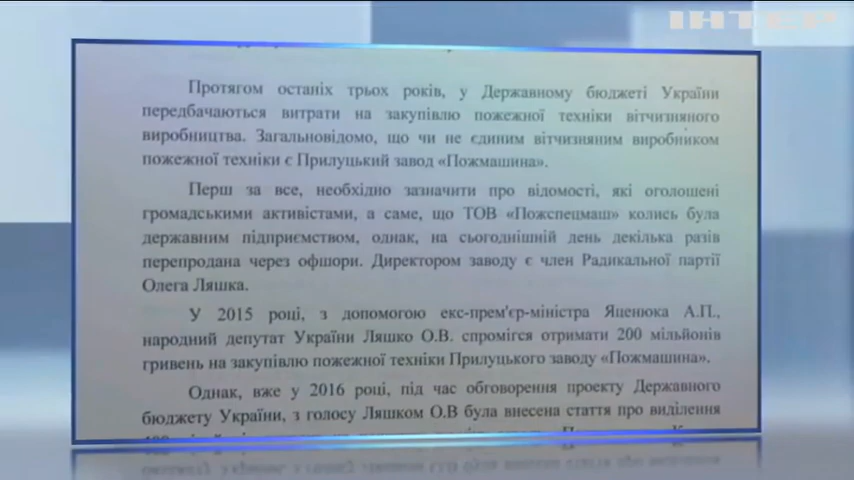 ІНТЕР
Протягом останіх трьох років, у Державному бюджеті України
передбачаються витрати на закупівлю пожежної техніки вітчизняного
виробництва. Загальновідомо, що чи не єдиним вітчизняним виробником
пожежної техніки є Прилуцький завод «Пожмашина».
Перш за все, необхідно зазначити про відомості, які оголошені
громадськими активістами, а саме, що ТОВ «Пожспецмаш» колись була
державним підприємством, однак, на сьогоднішній день декілька разів
перепродана через офшори. Директором заводу є член Радикальної партії
Олега Ляшка.
У 2015 році, з допомогою екс-прем'єр-міністра Яценюка А.П.,
народний депутат України Ляшко О.В. спромігся отримати 200 мільйонів
гривень на закупівлю пожежної техніки Прилуцького заводу «Пожмашина».
Однак, вже у 2016 році, під час обговорення проекту Державного
бюджету України, з голосу Ляшком О.В була внесена стаття про виділення